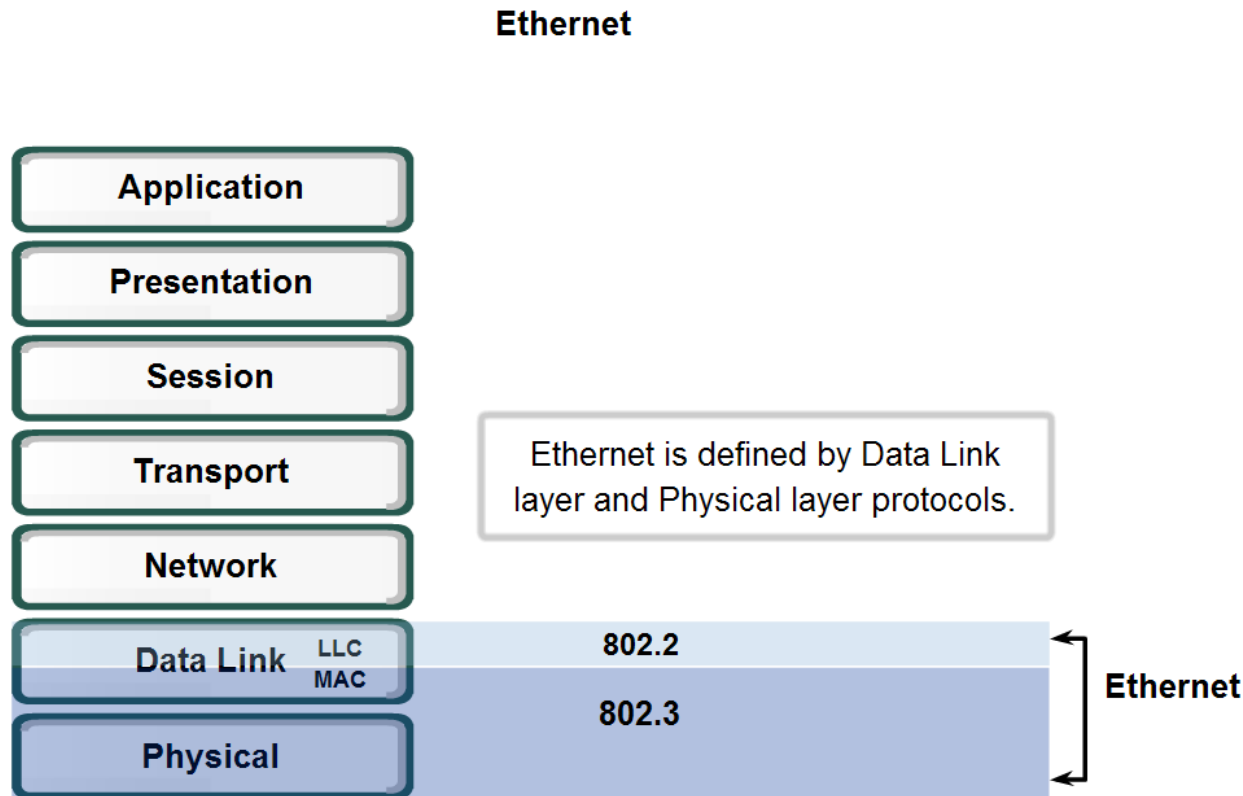 Ethernet
Application
Presentation
Session
Transport
Ethernet is defined by Data Link
layer and Physical layer protocols.
Network
Data Link
LLC
MAC
802.2
802.3
Ethernet
Physical